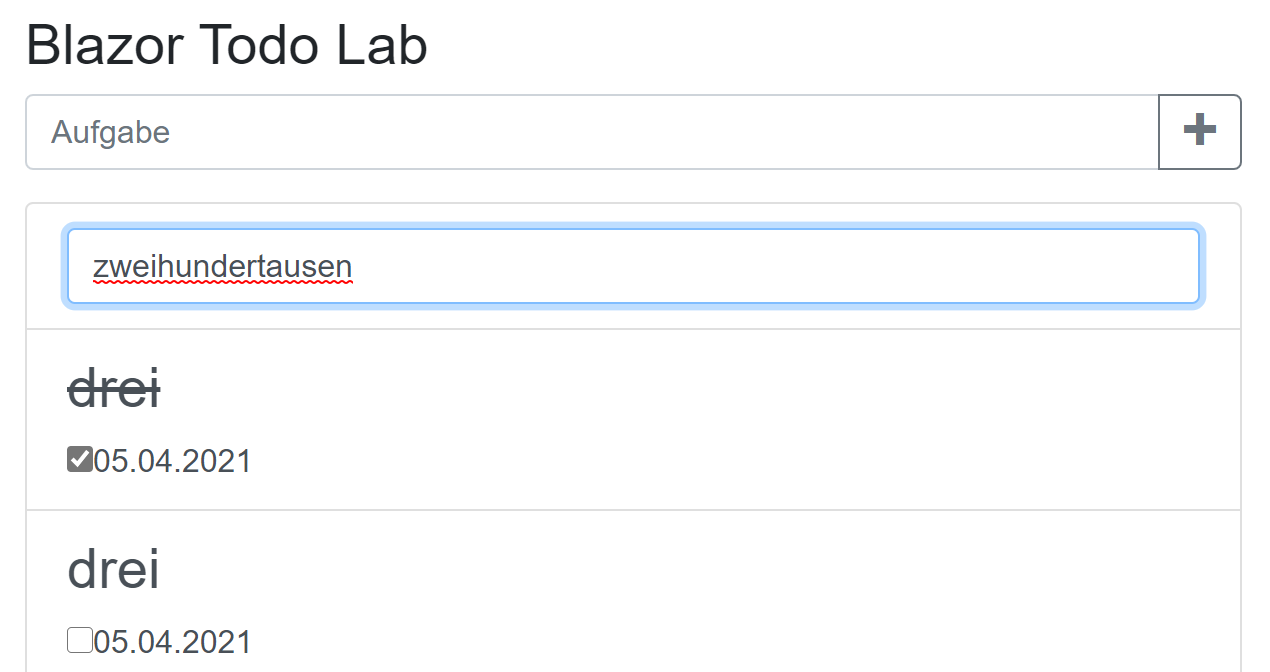 Blazor Todo Lab
Aufgabe
zweihundertausen
drei
05.04.2021
drei
05.04.2021